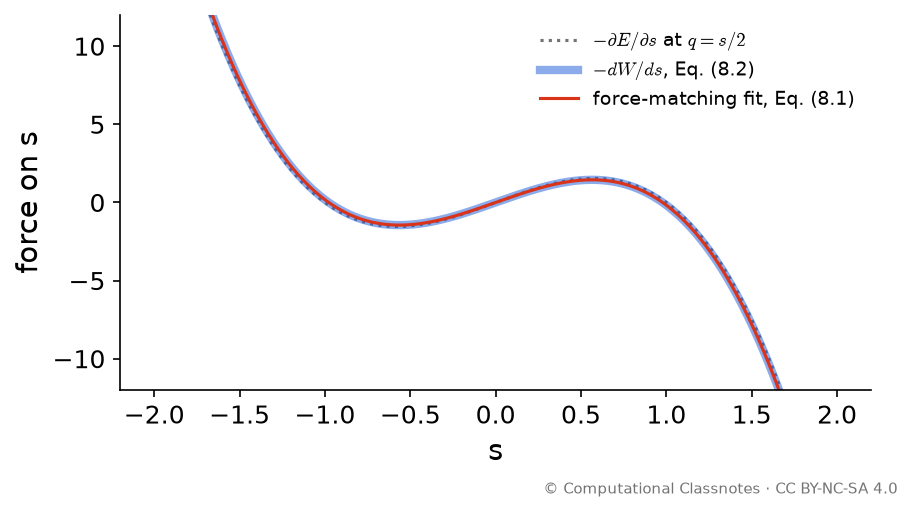 −∂E/∂s at q = s/2
−dW/ds, Eq. (8.2)
force-matching fit, Eq. (8.1)
10
5
0
−5
−10
force on s
−2.0 −1.5 −1.0 −0.5 0.0 0.5 1.0 1.5 2.0
s
© Computational Classnotes · CC BY-NC-SA 4.0